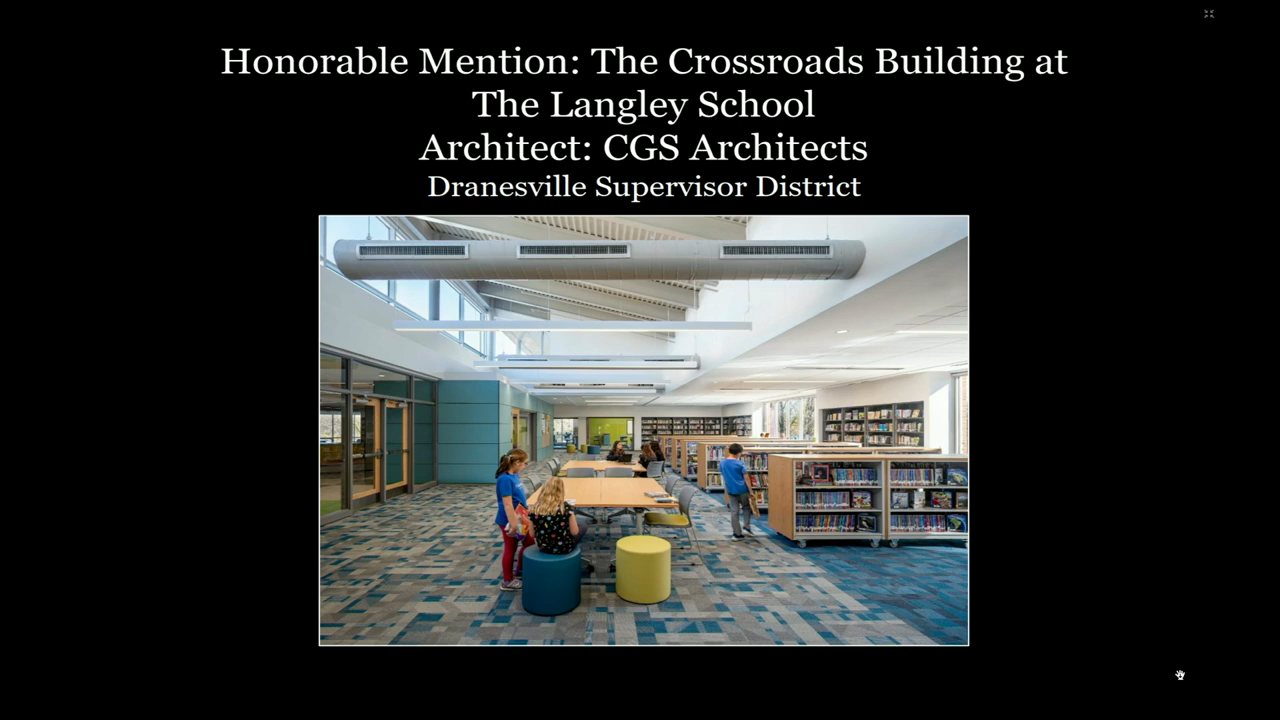 Honorable Mention: The Crossroads Building at
The Langley School
Architect: CGS Architects
Dranesville Supervisor District